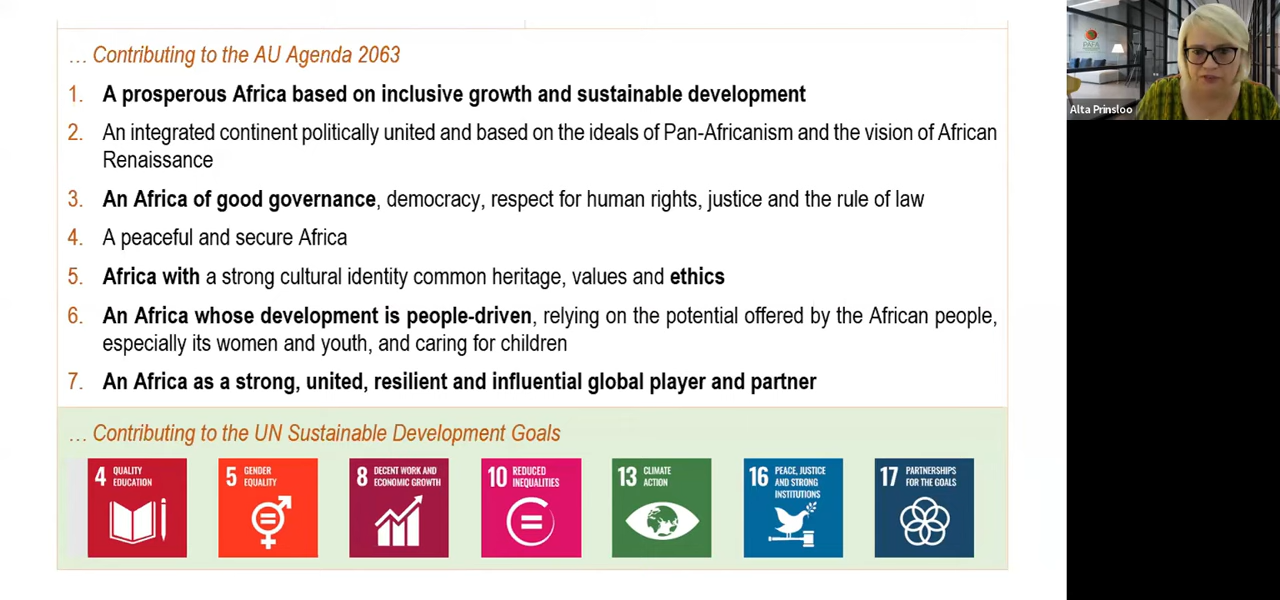 … Contributing to the AU Agenda 2063
1. A prosperous Africa based on inclusive growth and sustainable development
2. An integrated continent politically united and based on the ideals of Pan-Africanism and the vision of African
Renaissance
3. An Africa of good governance, democracy, respect for human rights, justice and the rule of law
4. A peaceful and secure Africa
5. Africa with a strong cultural identity common heritage, values and ethics
6. An Africa whose development is people-driven, relying on the potential offered by the African people,
especially its women and youth, and caring for children
7. An Africa as a strong, united, resilient and influential global player and partner
… Contributing to the UN Sustainable Development Goals
4 QUALITY
EDUCATION
5 GENDER
EQUALITY
8 DECENT WORK AND
ECONOMIC GROWTH
10 REDUCED
INEQUALITIES
13 CLIMATE
ACTION
16 PEACE, JUSTICE
AND STRONG
INSTITUTIONS
17 PARTNERSHIPS
FOR THE GOALS
PAFA
Alta Prinsloo